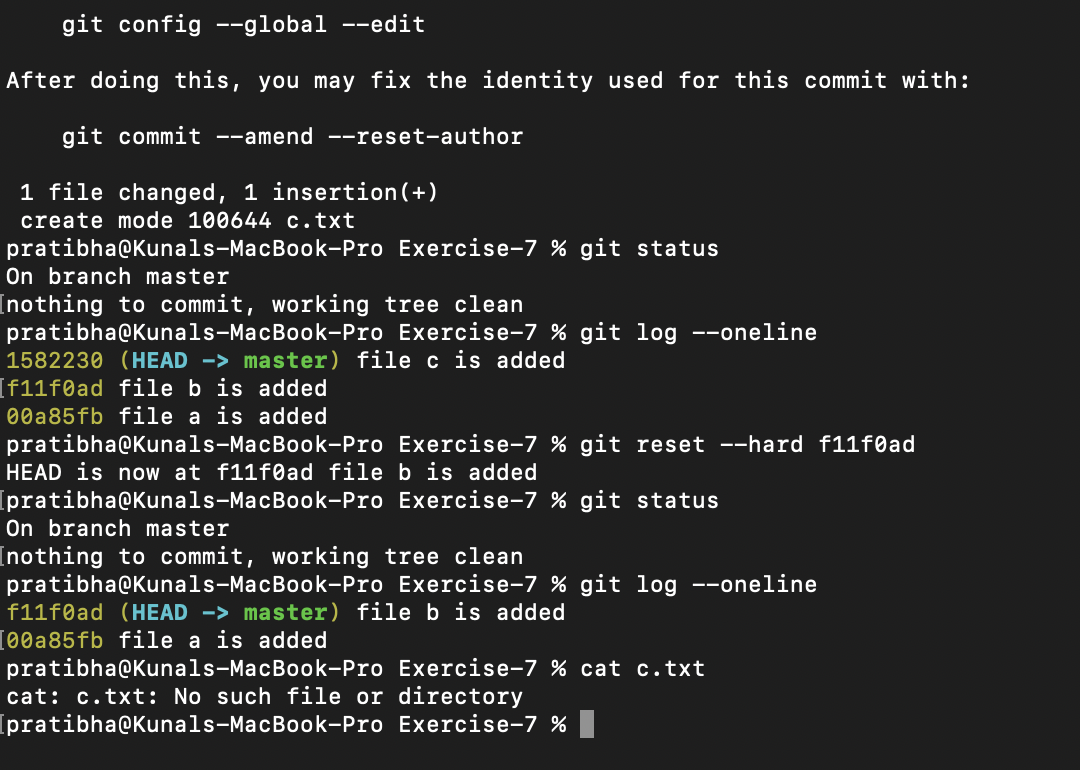 git config --global --edit
After doing this, you may fix the identity used for this commit with:
git commit --amend --reset-author
1 file changed, 1 insertion(+)
create mode 100644 c.txt
pratibha@Kunals-MacBook-Pro Exercise-7 % git status
On branch master
[nothing to commit, working tree clean
pratibha@Kunals-MacBook-Pro Exercise-7 % git log --oneline
1582230 (HEAD -> master) file c is added
[f11f0ad file b is added
00a85fb file a is added
pratibha@Kunals-MacBook-Pro Exercise-7 % git reset --hard f11f0ad
HEAD is now at f11f0ad file b is added
[pratibha@Kunals-MacBook-Pro Exercise-7 % git status
On branch master
[nothing to commit, working tree clean
pratibha@Kunals-MacBook-Pro Exercise-7 % git log --oneline
f11f0ad (HEAD -> master) file b is added
[00a85fb file a is added
pratibha@Kunals-MacBook-Pro Exercise-7 % cat c.txt
cat: c.txt: No such file or directory
[pratibha@Kunals-MacBook-Pro Exercise-7 %